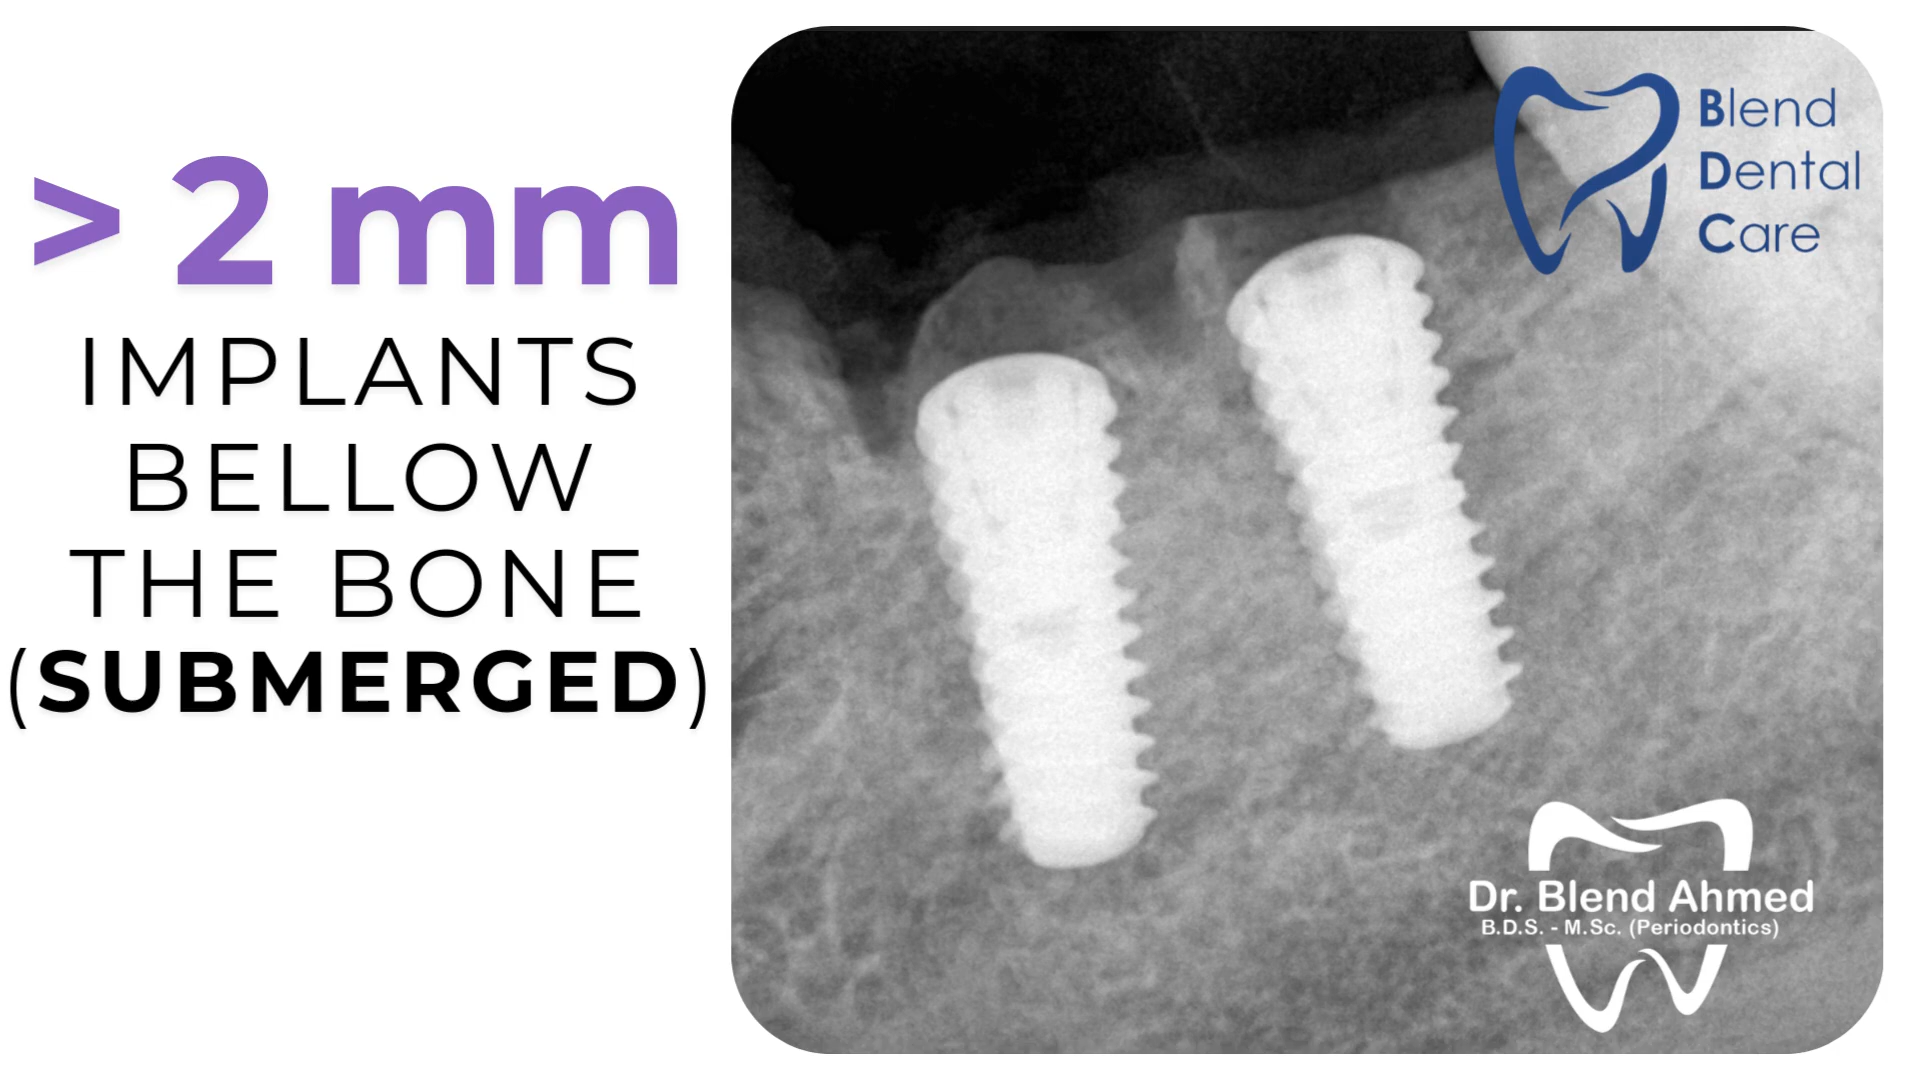 > 2 mm
IMPLANTS
BELLOW
THE BONE
(SUBMERGED)
Blend
Dental
Care
Dr. Blend Ahmed
B.D.S. - M.Sc. (Periodontics)